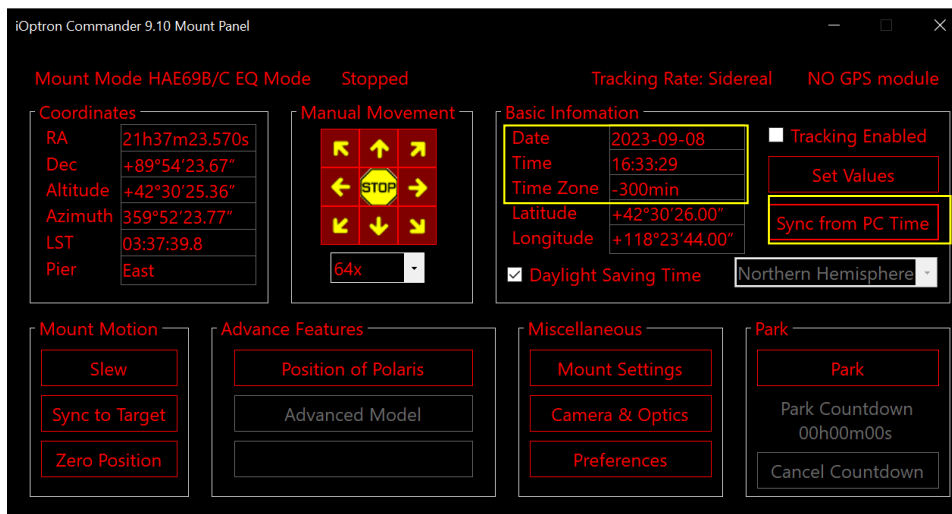 iOptron Commander 9.10 Mount Panel
Mount Mode HAE69B/C EQ Mode Stopped Tracking Rate: Sidereal NO GPS module
Coordinates
RA 21h37m23.570s
Dec +89°54'23.67"
Altitude +42°30'25.36"
Azimuth 359°52'23.77"
LST 03:37:39.8
Pier East
Manual Movement
STOP
64x
Basic Infomation
Date 2023-09-08
Time 16:33:29
Time Zone -300min
Latitude +42°30'26.00"
Longitude +118°23'44.00"
Tracking Enabled
Set Values
Sync from PC Time
Daylight Saving Time
Northern Hemisphere
Mount Motion
Slew
Sync to Target
Zero Position
Advance Features
Position of Polaris
Advanced Model
Miscellaneous
Mount Settings
Camera & Optics
Preferences
Park
Park
Park Countdown
00h00m00s
Cancel Countdown